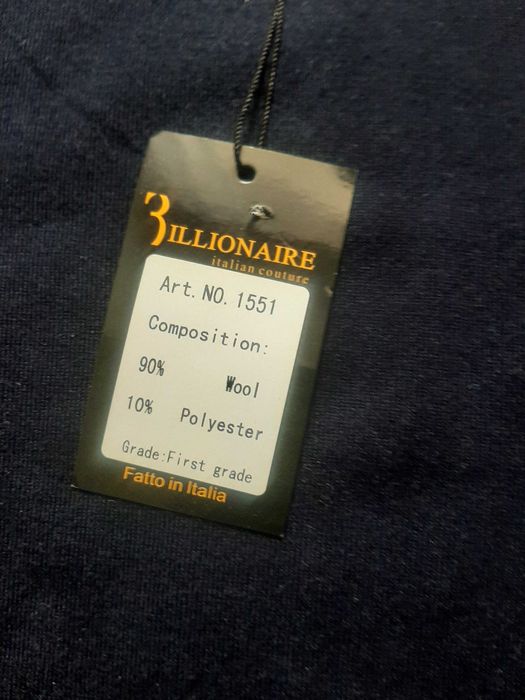 BILLIONAIRE
italian couture
Art. NO. 1551
Composition:
90% Wool
10% Polyester
Grade:First grade
Fatto in Italia